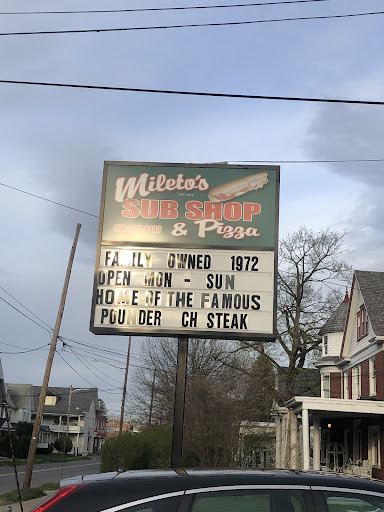 Mileto's
SUB SHOP
& Pizza
FAMILY OWNED 1972
OPEN MON - SUN
HOME OF THE FAMOUS
POUNDER CH STEAK